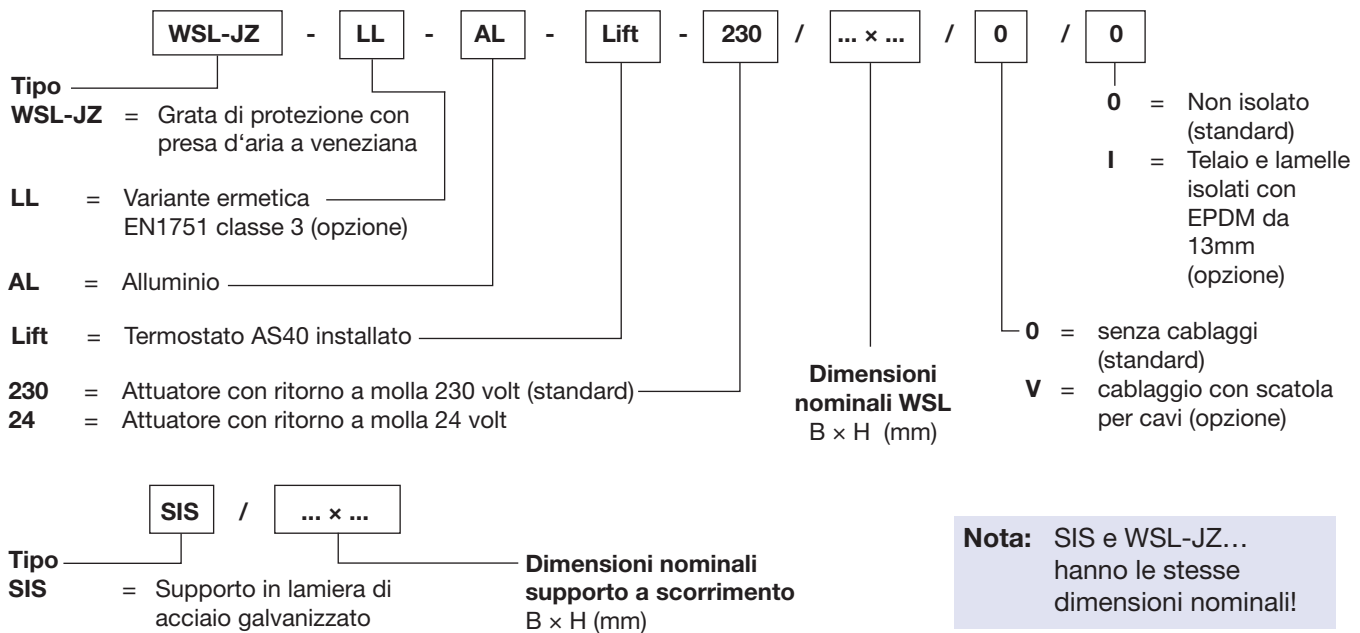 WSL-JZ - LL - AL - Lift - 230 / ... × ... / 0 / 0
Tipo
WSL-JZ = Grata di protezione con
presa d‘aria a veneziana
LL = Variante ermetica
EN1751 classe 3 (opzione)
AL = Alluminio
Lift = Termostato AS40 installato
230 = Attuatore con ritorno a molla 230 volt (standard)
24 = Attuatore con ritorno a molla 24 volt
Dimensioni
nominali WSL
B × H (mm)
0 = senza cablaggi
(standard)
V = cablaggio con scatola
per cavi (opzione)
0 = Non isolato
(standard)
I = Telaio e lamelle
isolati con
EPDM da
13mm
(opzione)
SIS / ... × ...
Tipo
SIS = Supporto in lamiera di
acciaio galvanizzato
Dimensioni nominali
supporto a scorrimento
B × H (mm)
Nota: SIS e WSL-JZ…
hanno le stesse
dimensioni nominali!